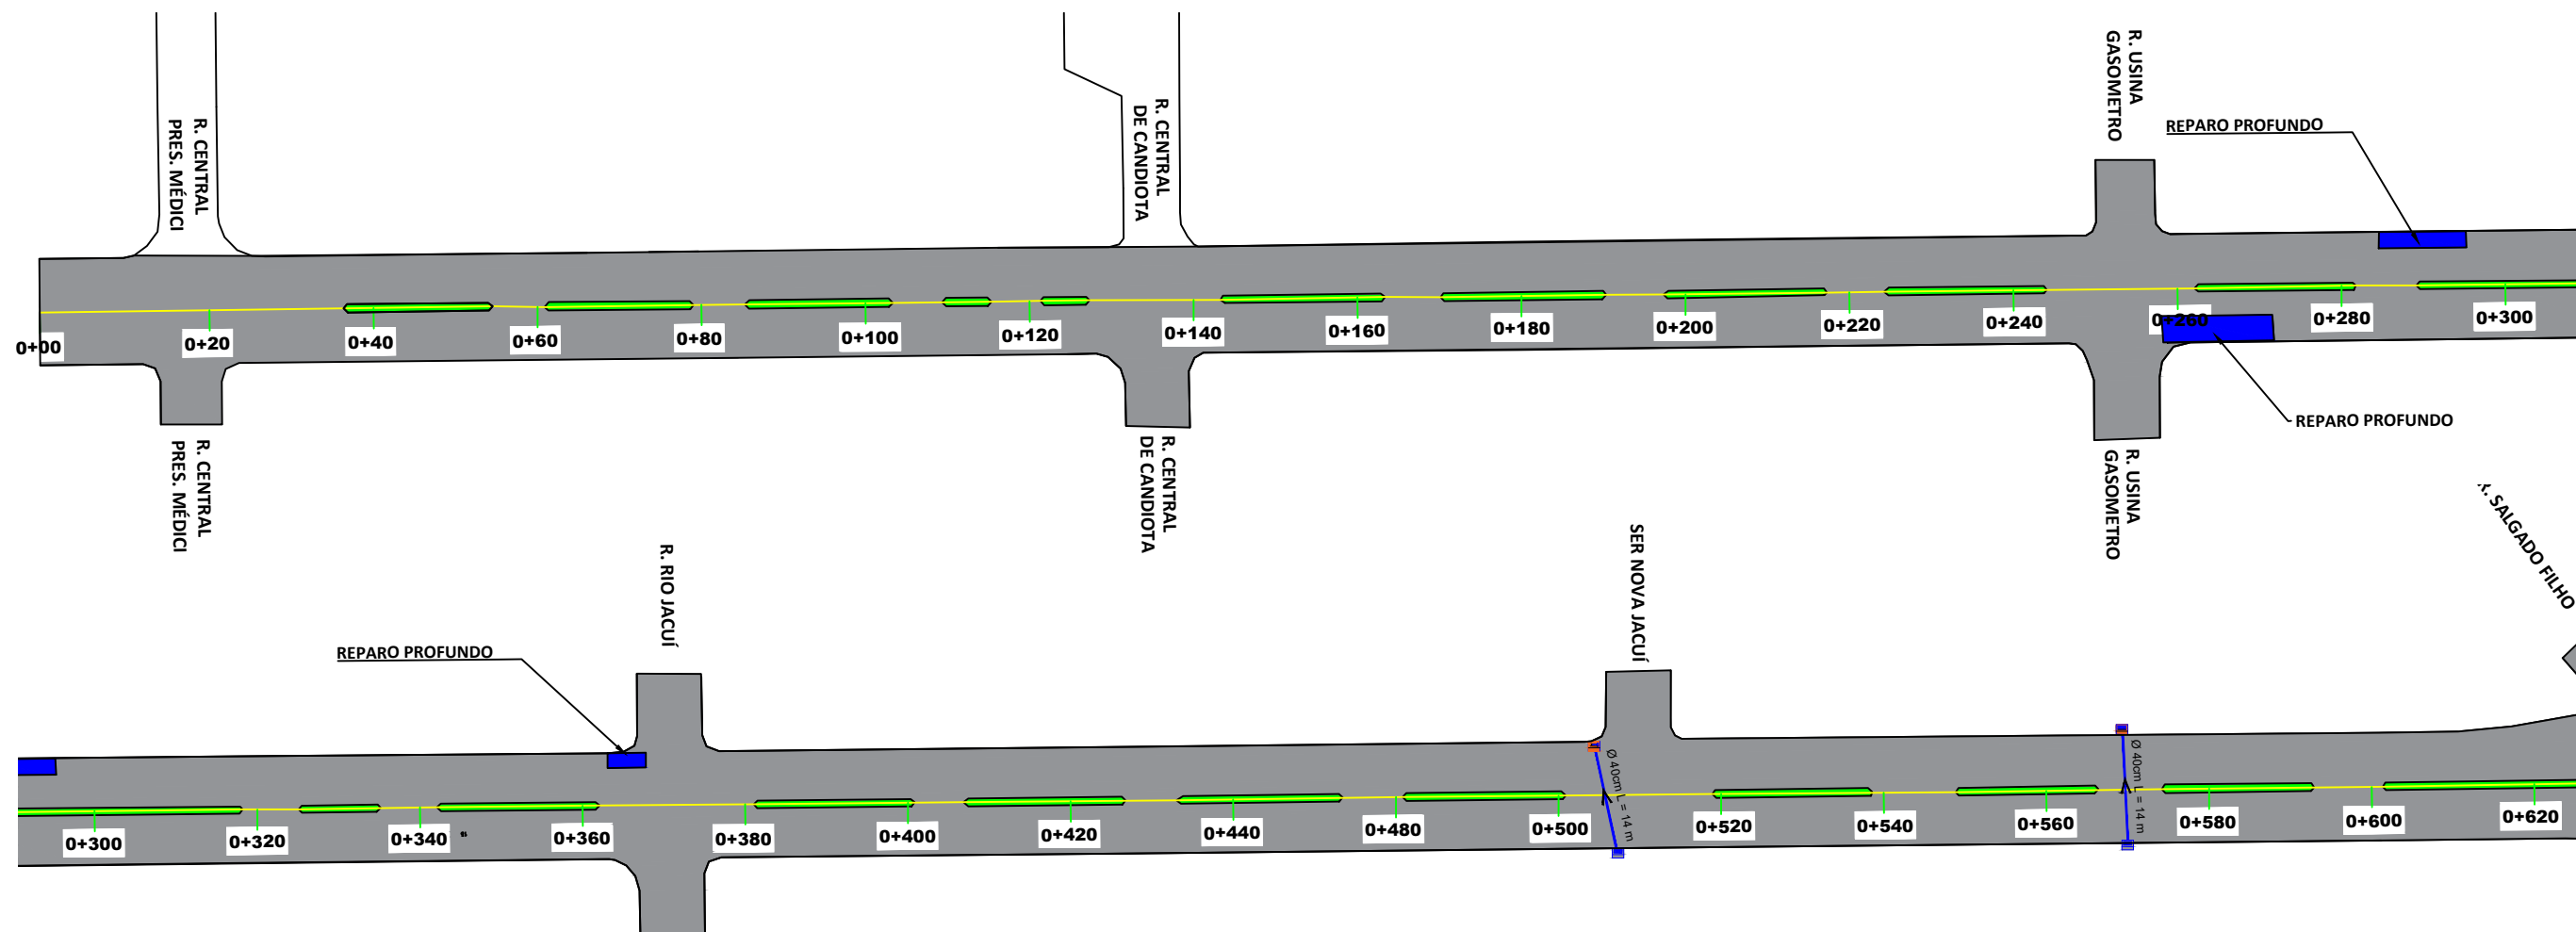 R. CENTRAL
PRES. MÉDICI
R. CENTRAL
DE CANDIOTA
R. USINA
GASOMETRO
REPARO PROFUNDO
0+00
0+20
0+40
0+60
0+80
0+100
0+120
0+140
0+160
0+180
0+200
0+220
0+240
0+260
0+280
0+300
REPARO PROFUNDO
R. CENTRAL
PRES. MÉDICI
R. CENTRAL
DE CANDIOTA
R. USINA
GASOMETRO
R. SALGADO FILHO
R. RIO JACUÍ
SER NOVA JACUÍ
REPARO PROFUNDO
Ø 40cm L = 14 m
Ø 40cm L = 14 m
0+300
0+320
0+340
0+360
0+380
0+400
0+420
0+440
0+480
0+500
0+520
0+540
0+560
0+580
0+600
0+620